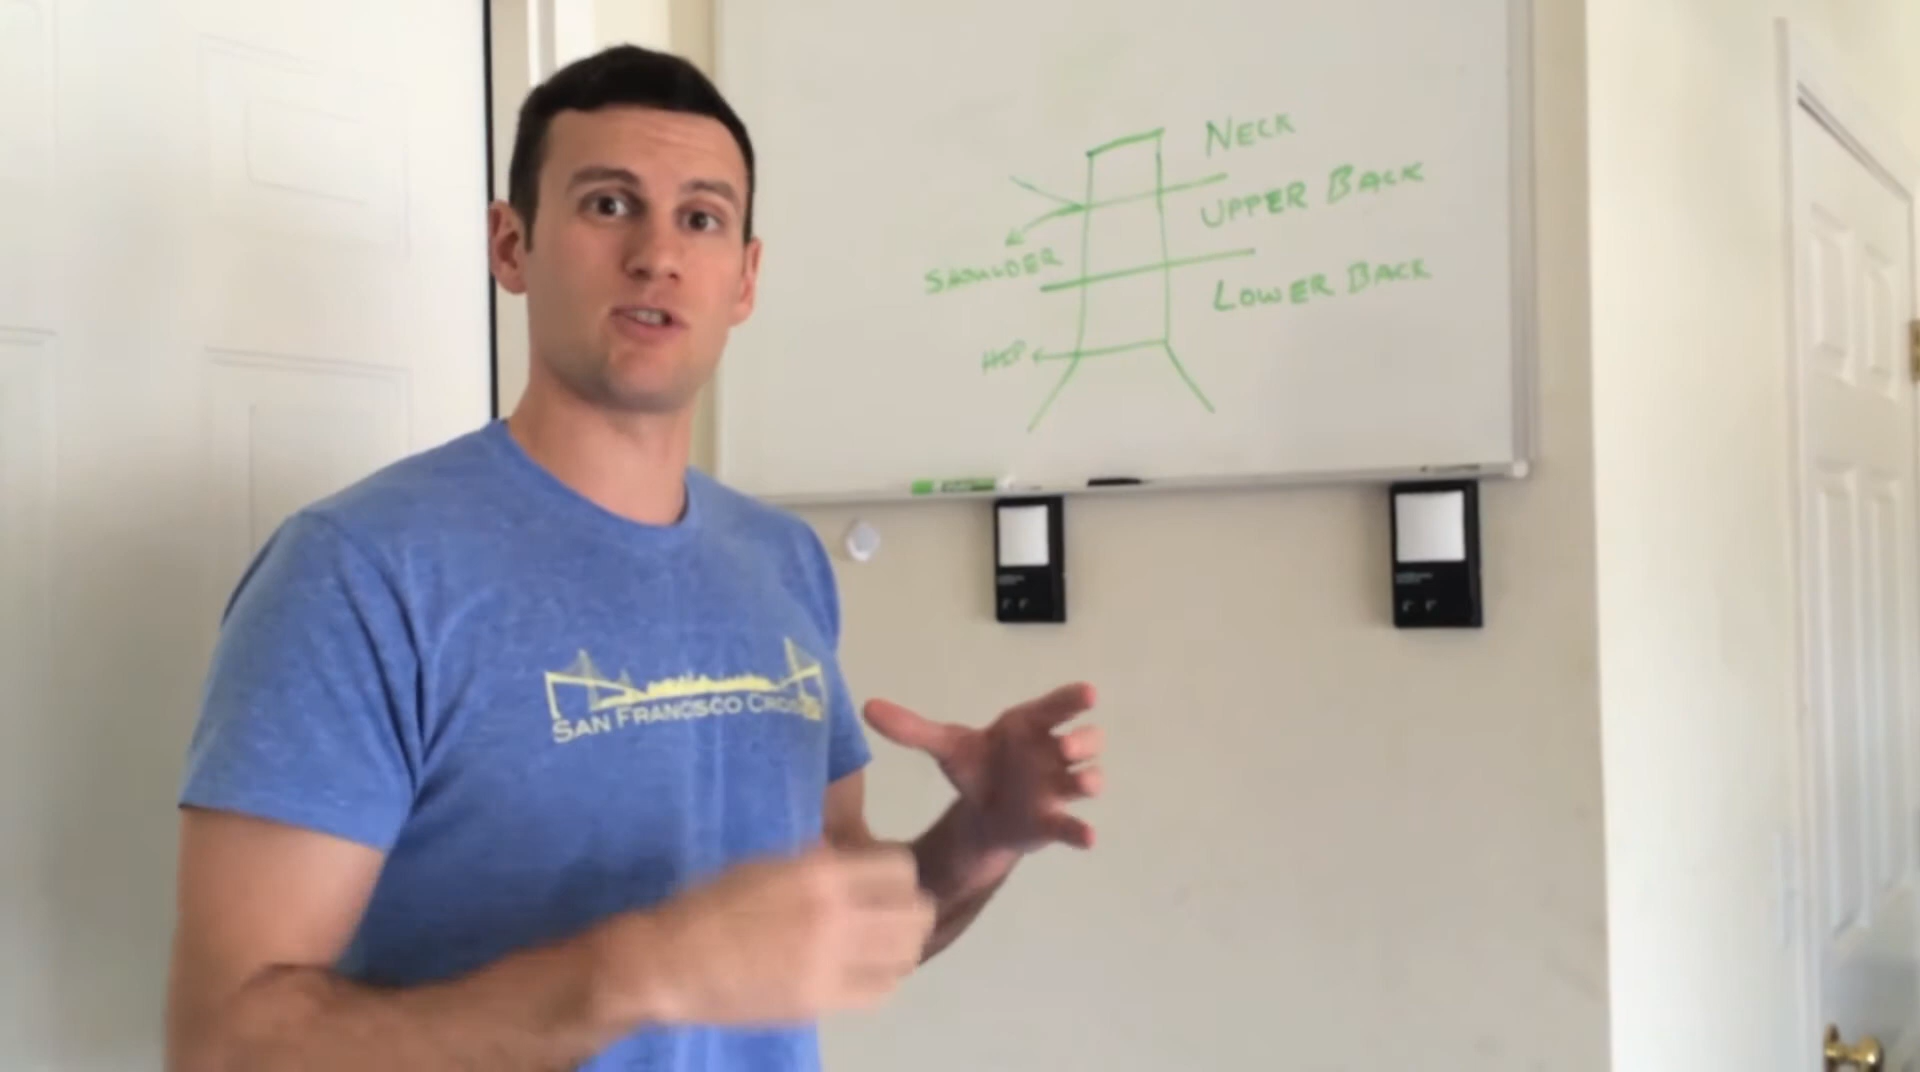 NECK
UPPER BACK
SHOULDER
LOWER BACK
HIP
SAN FRANCISCO